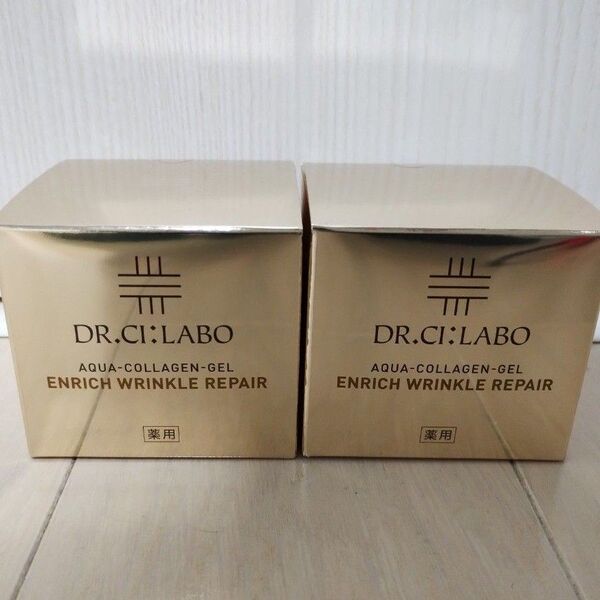 DR.CI:LABO
AQUA-COLLAGEN-GEL
ENRICH WRINKLE REPAIR
薬用
DR.CI:LABO
AQUA-COLLAGEN-GEL
ENRICH WRINKLE REPAIR
薬用